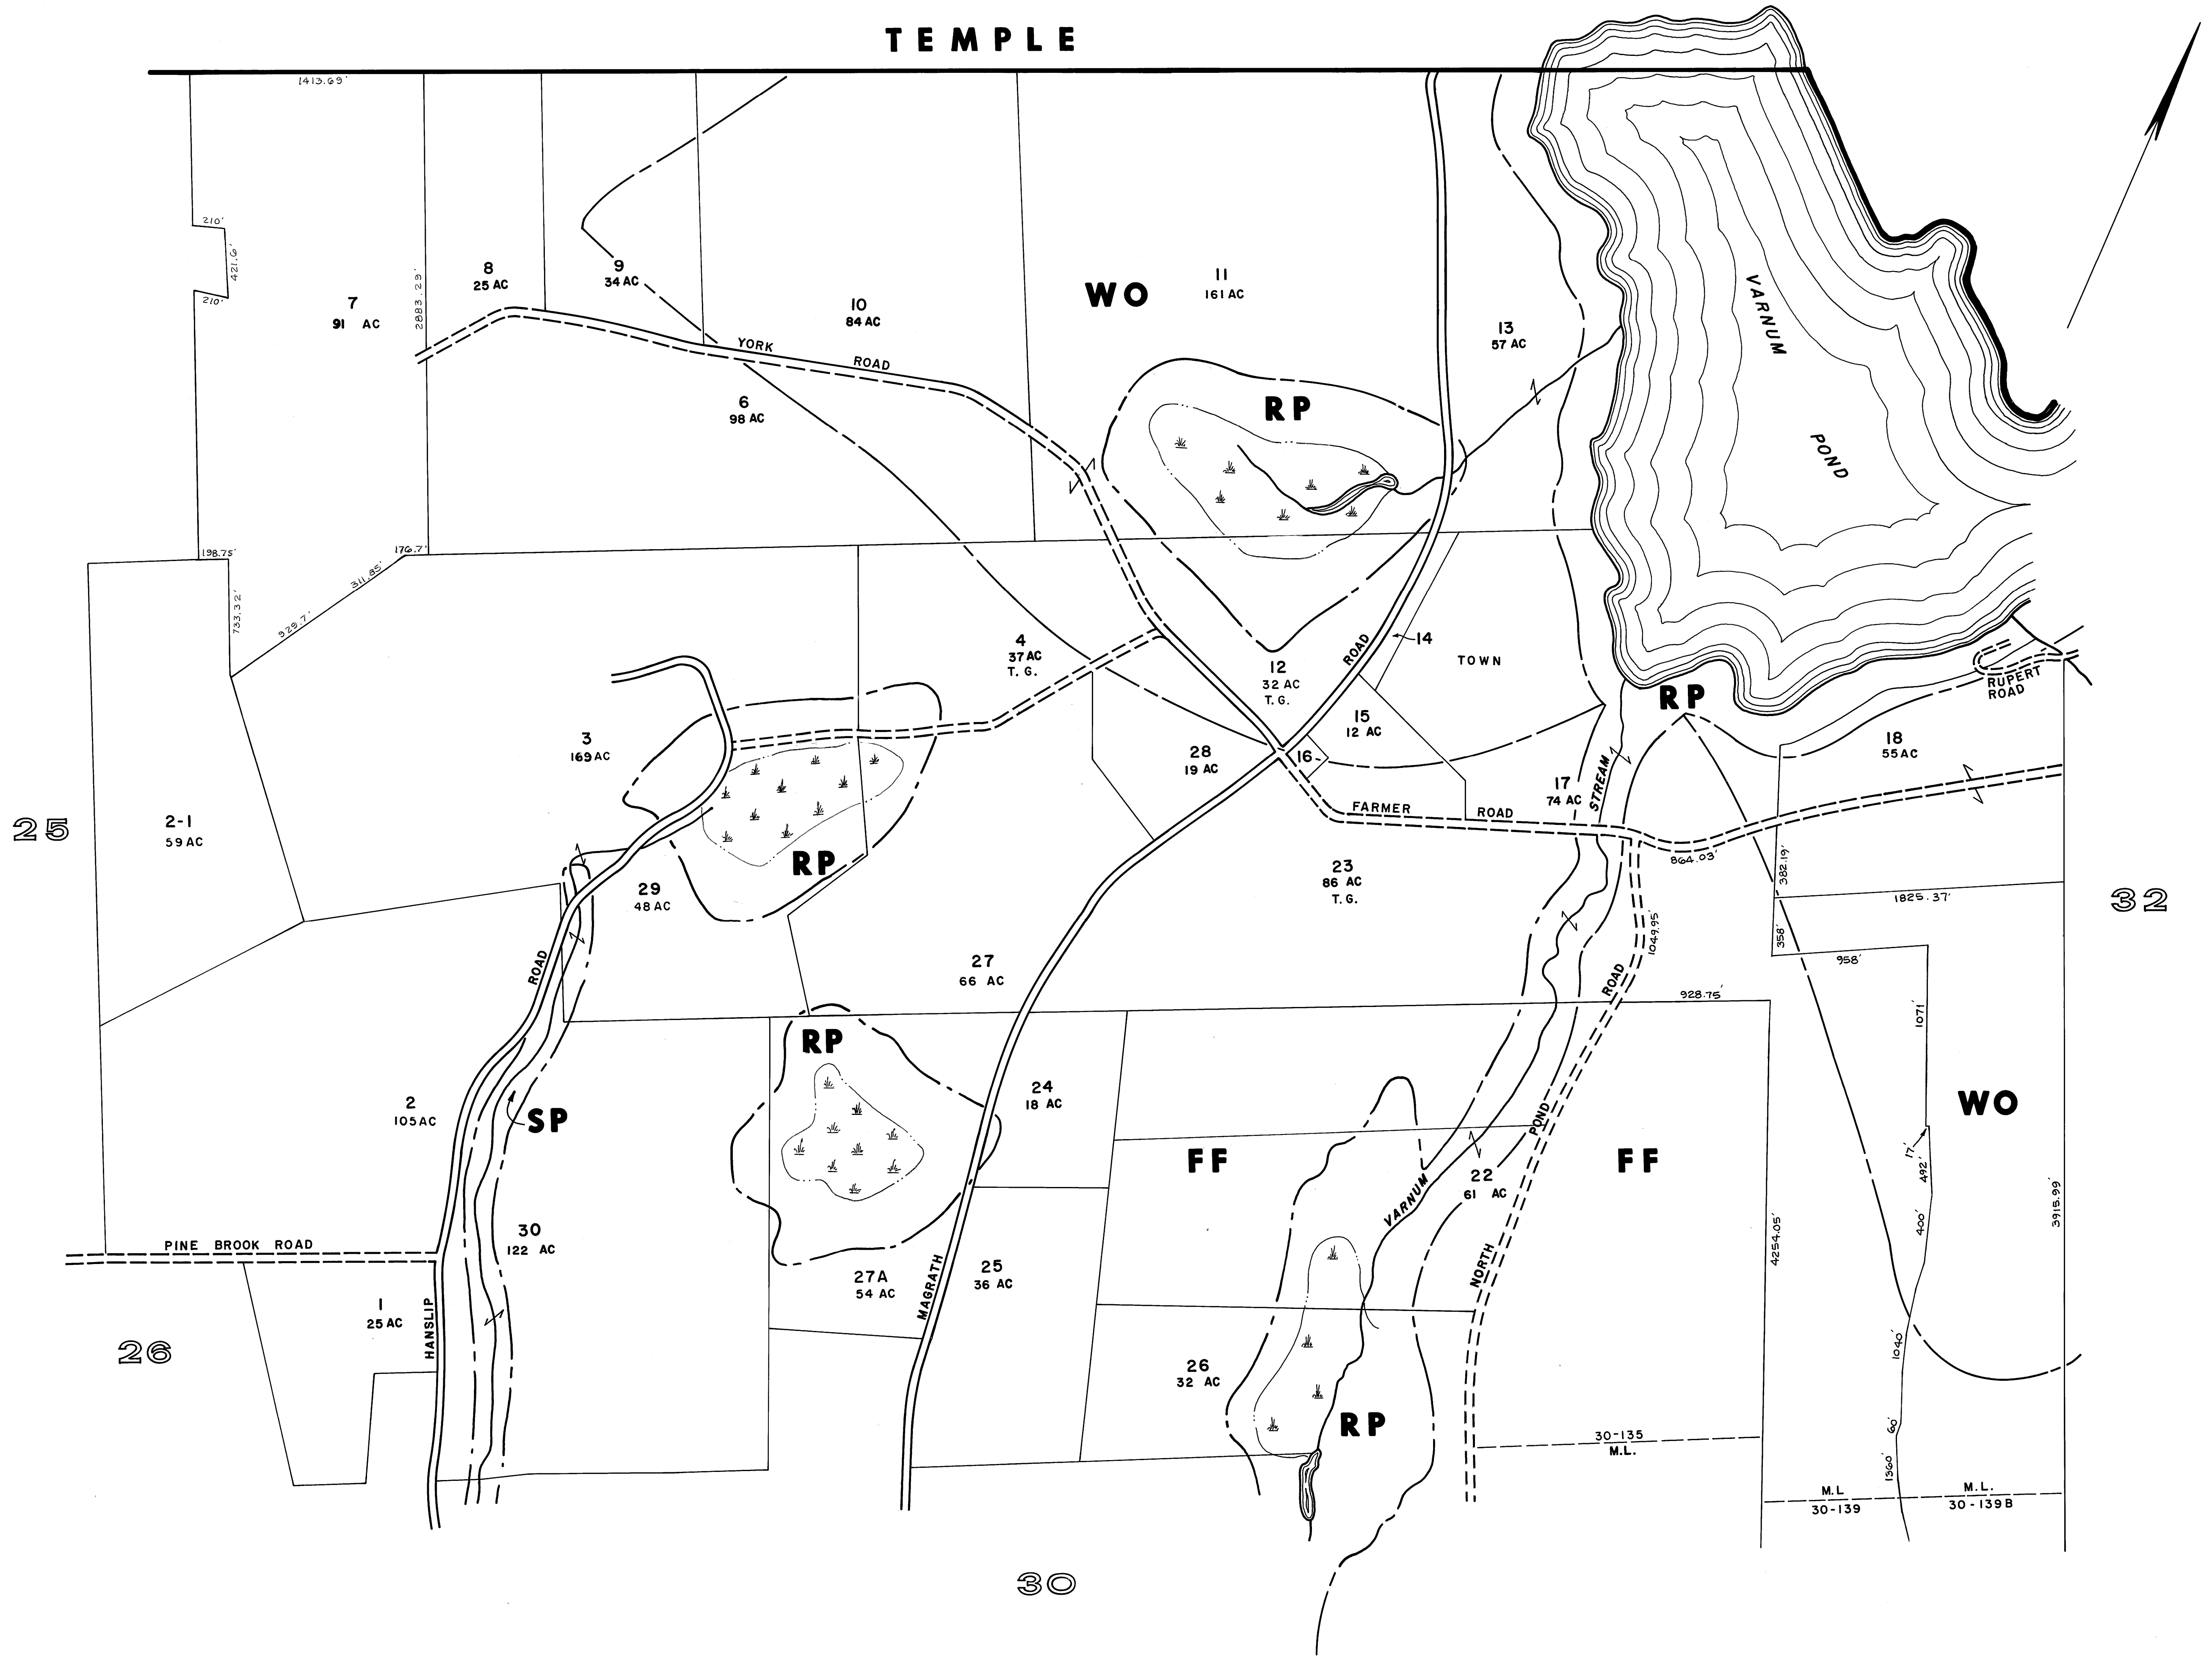 TEMPLE
1413.69'
210'
421.6'
210'
7
91 AC
2883.29'
8
25 AC
9
34 AC
10
84 AC
WO
11
161 AC
13
57 AC
VARNUM
POND
YORK ROAD
6
98 AC
RP
198.75'
176.7'
311.85'
929.7'
733.32'
4
37 AC
T. G.
12
32 AC
T. G.
ROAD
14
TOWN
RP
RUPERT
ROAD
3
169 AC
28
19 AC
16
15
12 AC
17
74 AC
STREAM
18
55 AC
FARMER ROAD
864.03'
382.19'
25
2-1
59 AC
RP
29
48 AC
23
86 AC
T. G.
1825.37'
32
358'
958'
1049.95'
ROAD
27
66 AC
ROAD
928.75'
1071'
RP
24
18 AC
2
105 AC
SP
POND
WO
FF
FF
17'
492'
22
61 AC
VARNUM
400'
3915.99'
4254.05'
30
122 AC
PINE BROOK ROAD
27A
54 AC
25
36 AC
MAGRATH
NORTH
1
25 AC
HANSLIP
26
1040'
26
32 AC
RP
60'
30-135
M.L.
1360'
M.L
30-139
M.L.
30-139B
30